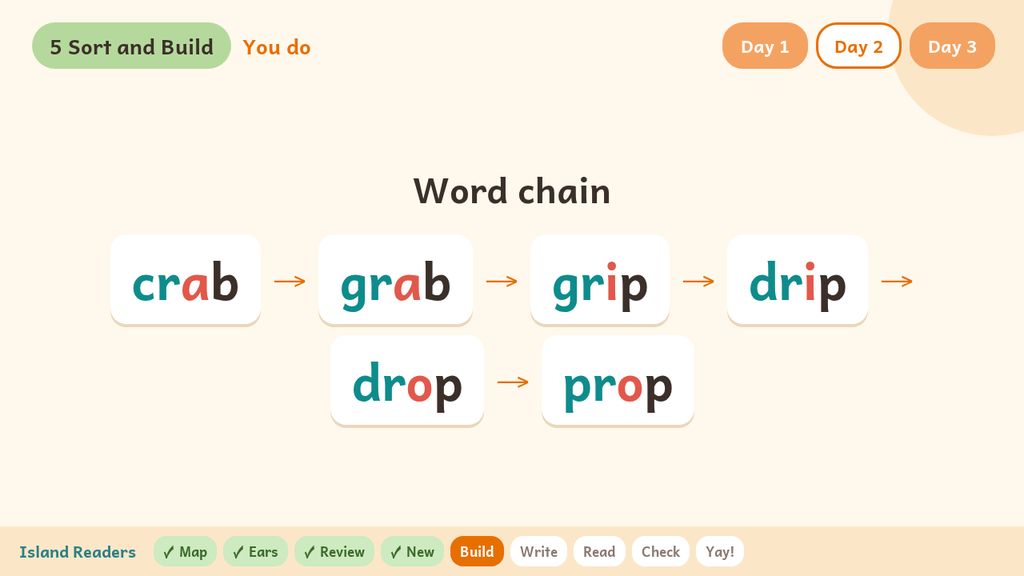 5 Sort and Build You do Day 1 Day 2 Day 3
Word chain
crab → grab → grip → drip →
drop → prop
Island Readers ✓ Map ✓ Ears ✓ Review ✓ New Build Write Read Check Yay!